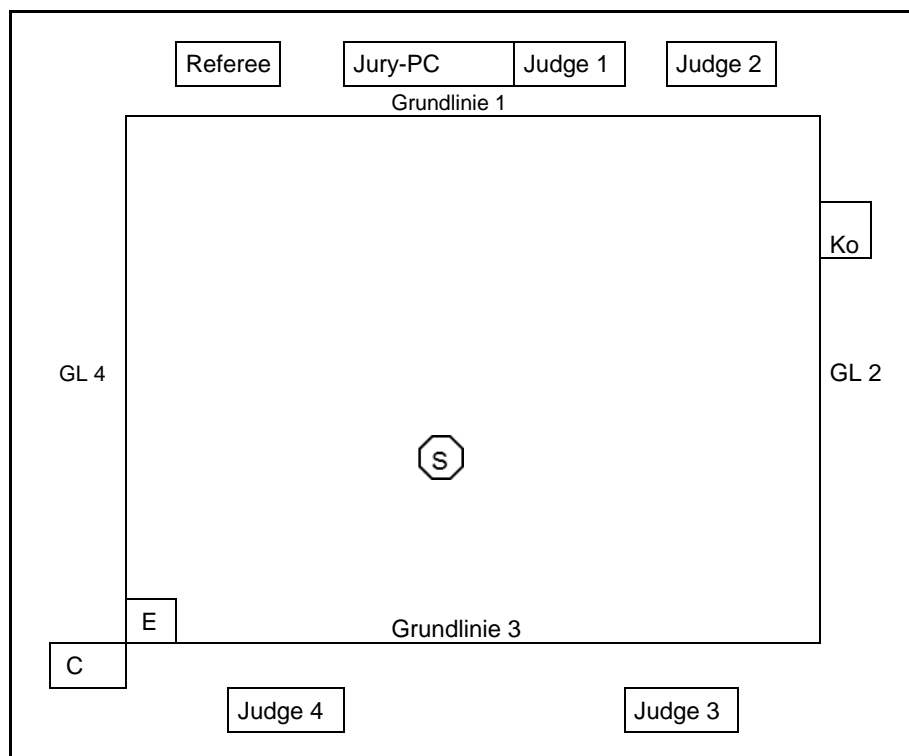 Referee
Jury-PC
Judge 1
Judge 2
Grundlinie 1
Ko
GL 4
GL 2
S
E
Grundlinie 3
C
Judge 4
Judge 3